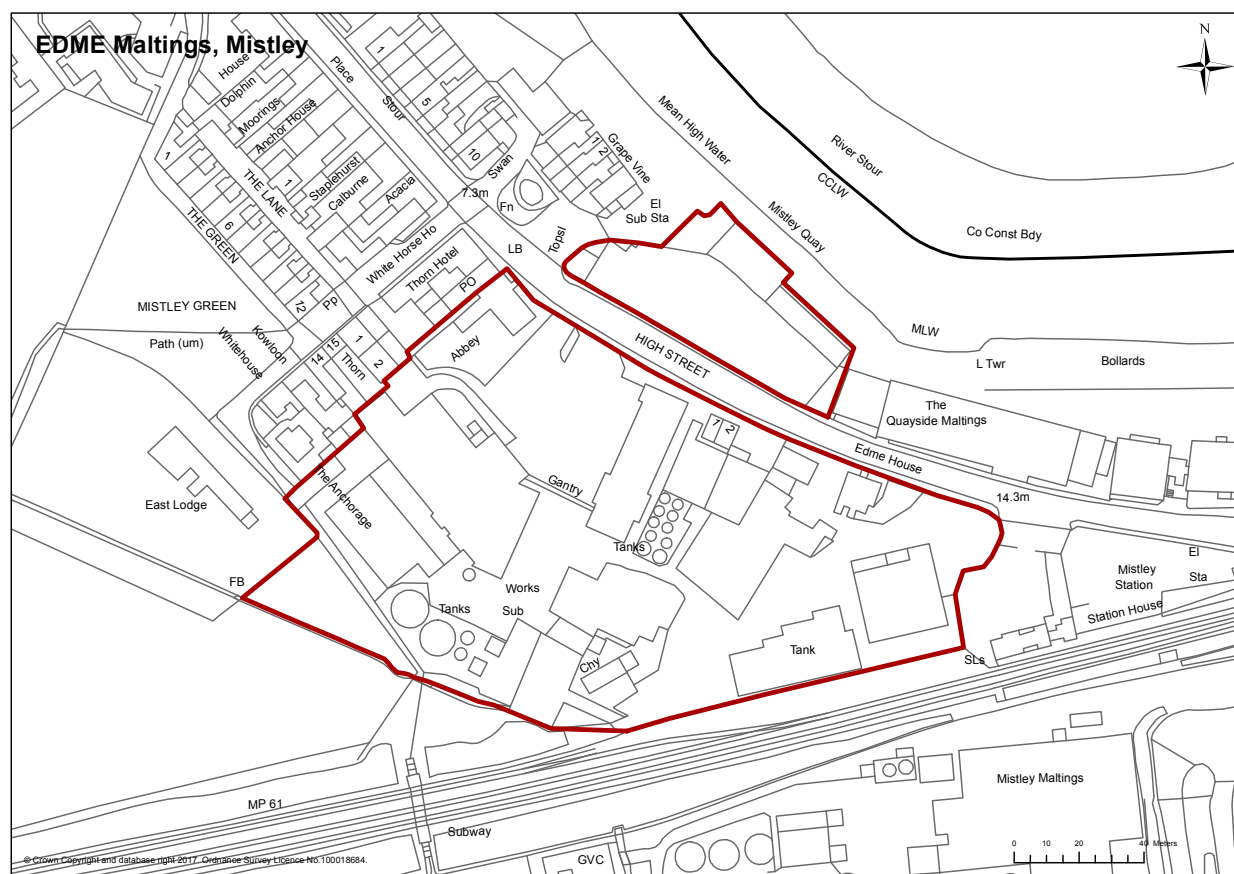 EDME Maltings, Mistley
N
House
Dolphin
Moorings
Anchor House
1
Place
Stour
1
5
10
Swan
7.3m
Fn
1
2
Grape Vine
El
Sub Sta
Mean High Water
Mistley Quay
River Stour
CCLW
Co Const Bdy
1
THE LANE
1
Staplehurst
Calburne
Acacia
6
THE GREEN
12
Pp
White Horse Ho
Thorn Hotel
PO
LB
Topsl
MISTLEY GREEN
Path (um)
Whitehouse
Kowloon
14
15
1
Thorn
2
Abbey
HIGH STREET
MLW
L Twr
Bollards
The
Quayside Maltings
1
2
Edme House
14.3m
The Anchorage
Gantry
East Lodge
Tanks
FB
Works
Tanks
Sub
Chy
Tank
SLs
El
Sta
Mistley
Station
Station House
MP 61
Subway
GVC
Mistley Maltings
0 10 20 40 Meters
© Crown Copyright and database right 2017. Ordnance Survey Licence No.100018684.